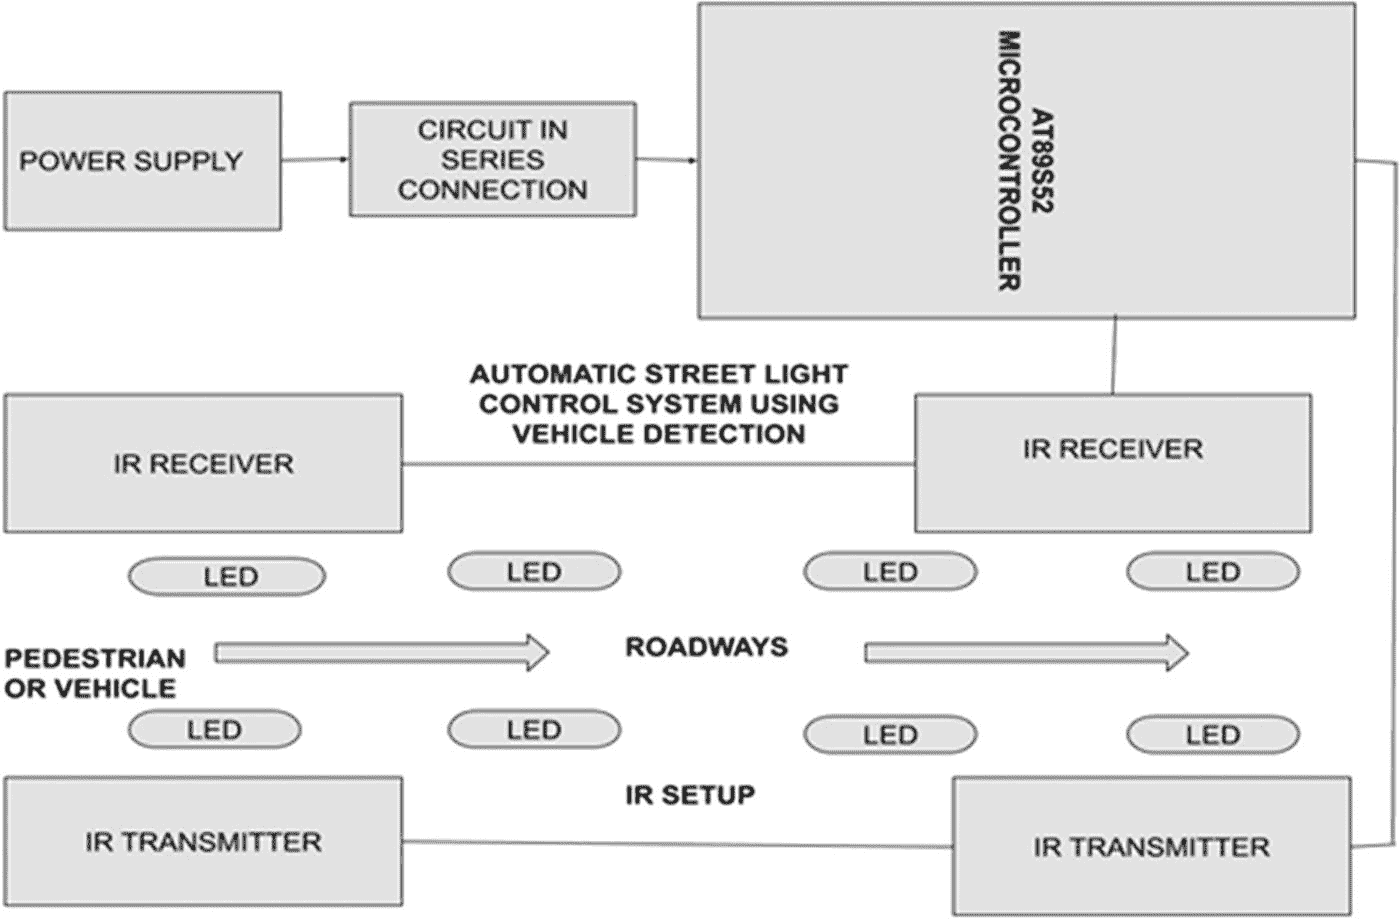 POWER SUPPLY
CIRCUIT IN
SERIES
CONNECTION
AT89S52
MICROCONTROLLER
AUTOMATIC STREET LIGHT
CONTROL SYSTEM USING
VEHICLE DETECTION
IR RECEIVER
IR RECEIVER
LED
LED
LED
LED
PEDESTRIAN
OR VEHICLE
ROADWAYS
LED
LED
LED
LED
IR SETUP
IR TRANSMITTER
IR TRANSMITTER